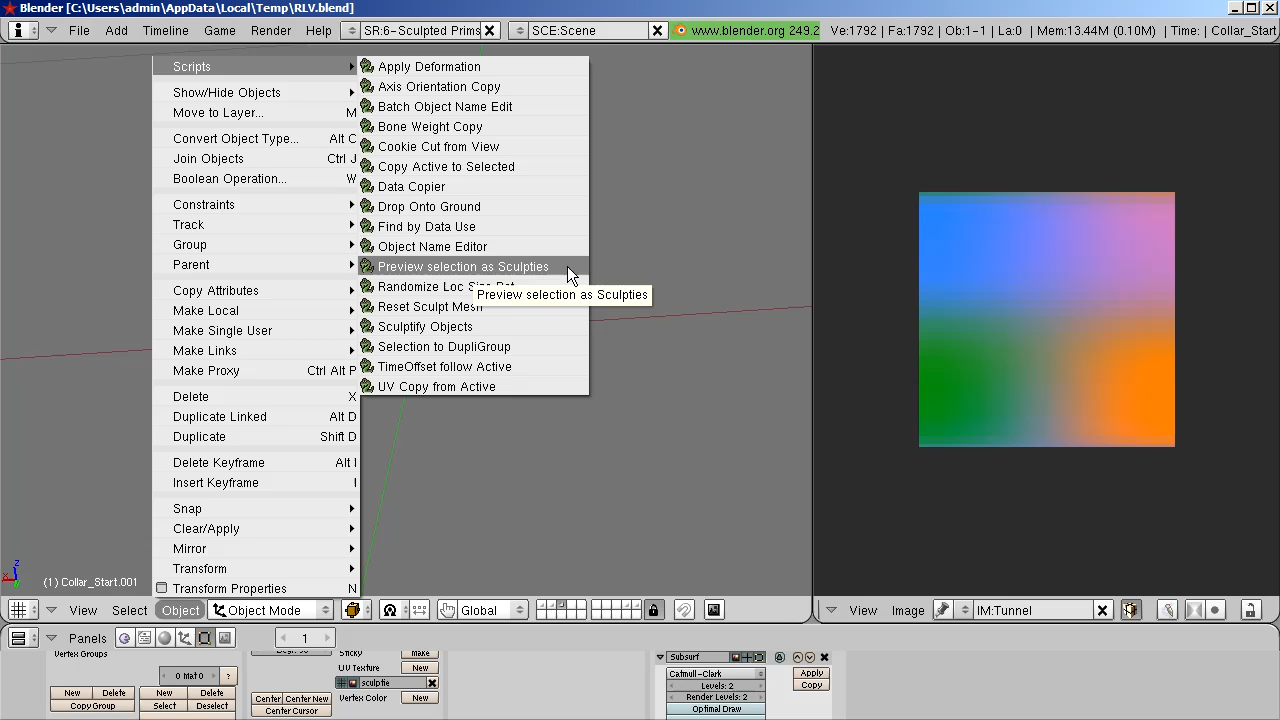 Blender [C:\Users\admin\AppData\Local\Temp\RLV.blend]
File Add Timeline Game Render Help SR:6-Sculpted Prims SCE:Scene www.blender.org 249.2 Ve:1792 | Fa:1792 | Ob:1-1 | La:0 | Mem:13.44M (0.10M) | Time: | Collar_Start
Scripts
Show/Hide Objects
Move to Layer... M
Convert Object Type... Alt C
Join Objects Ctrl J
Boolean Operation... W
Constraints
Track
Group
Parent
Copy Attributes
Make Local
Make Single User
Make Links
Make Proxy Ctrl Alt P
Delete X
Duplicate Linked Alt D
Duplicate Shift D
Delete Keyframe Alt I
Insert Keyframe I
Snap
Clear/Apply
Mirror
Transform
Transform Properties N
Apply Deformation
Axis Orientation Copy
Batch Object Name Edit
Bone Weight Copy
Cookie Cut from View
Copy Active to Selected
Data Copier
Drop Onto Ground
Find by Data Use
Object Name Editor
Preview selection as Sculpties
Randomize Loc Size Rot
Preview selection as Sculpties
Reset Sculpt Mesh
Sculptify Objects
Selection to DupliGroup
TimeOffset follow Active
UV Copy from Active
z
x
(1) Collar_Start.001
View Select Object Object Mode Global
View Image IM:Tunnel
Panels 1
Vertex Groups
0 Mat 0 ?
New Delete New Delete
Copy Group Select Deselect
Sticky Make
UV Texture New
sculptie
Vertex Color New
Center Center New
Center Cursor
Subsurf
Catmull-Clark Apply
Levels: 2 Copy
Render Levels: 2
Optimal Draw